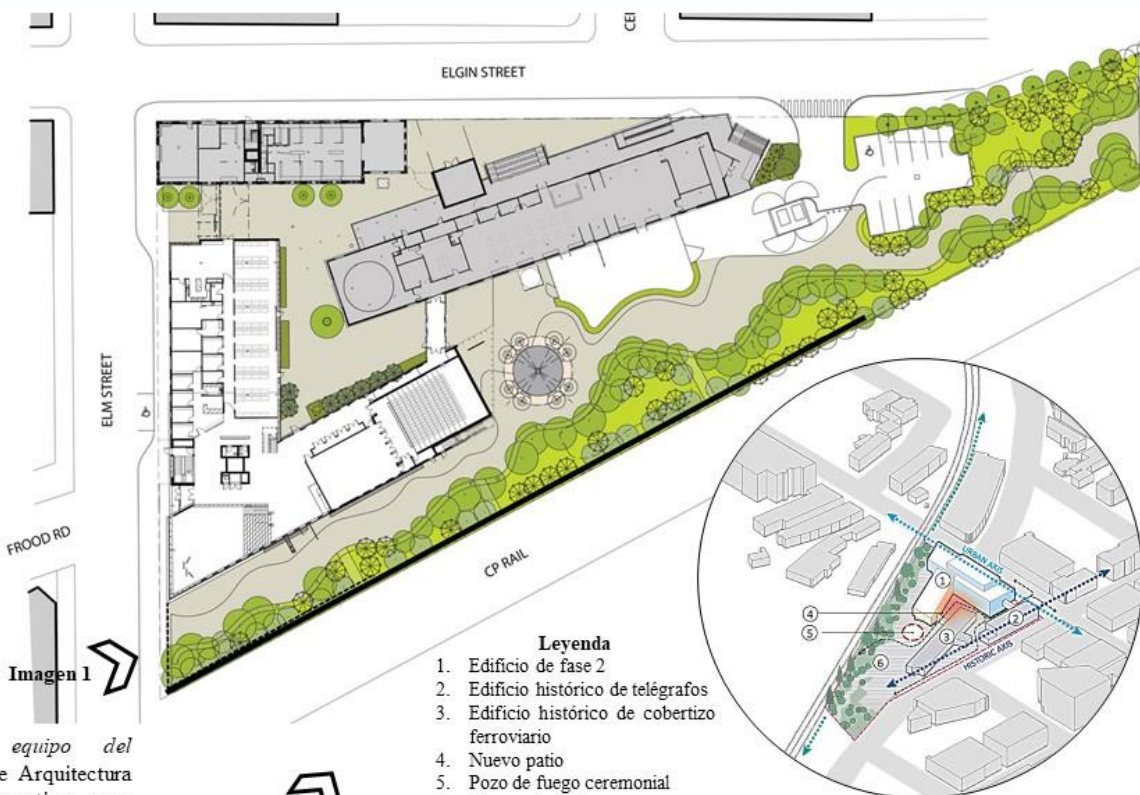 ELGIN STREET
ELM STREET
FROOD RD
CP RAIL
Imagen 1
equipo del
e Arquitectura
Leyenda
1. Edificio de fase 2
2. Edificio histórico de telégrafos
3. Edificio histórico de cobertizo
ferroviario
4. Nuevo patio
5. Pozo de fuego ceremonial
URBAN AXIS
HISTORIC AXIS
1
2
3
4
5
6